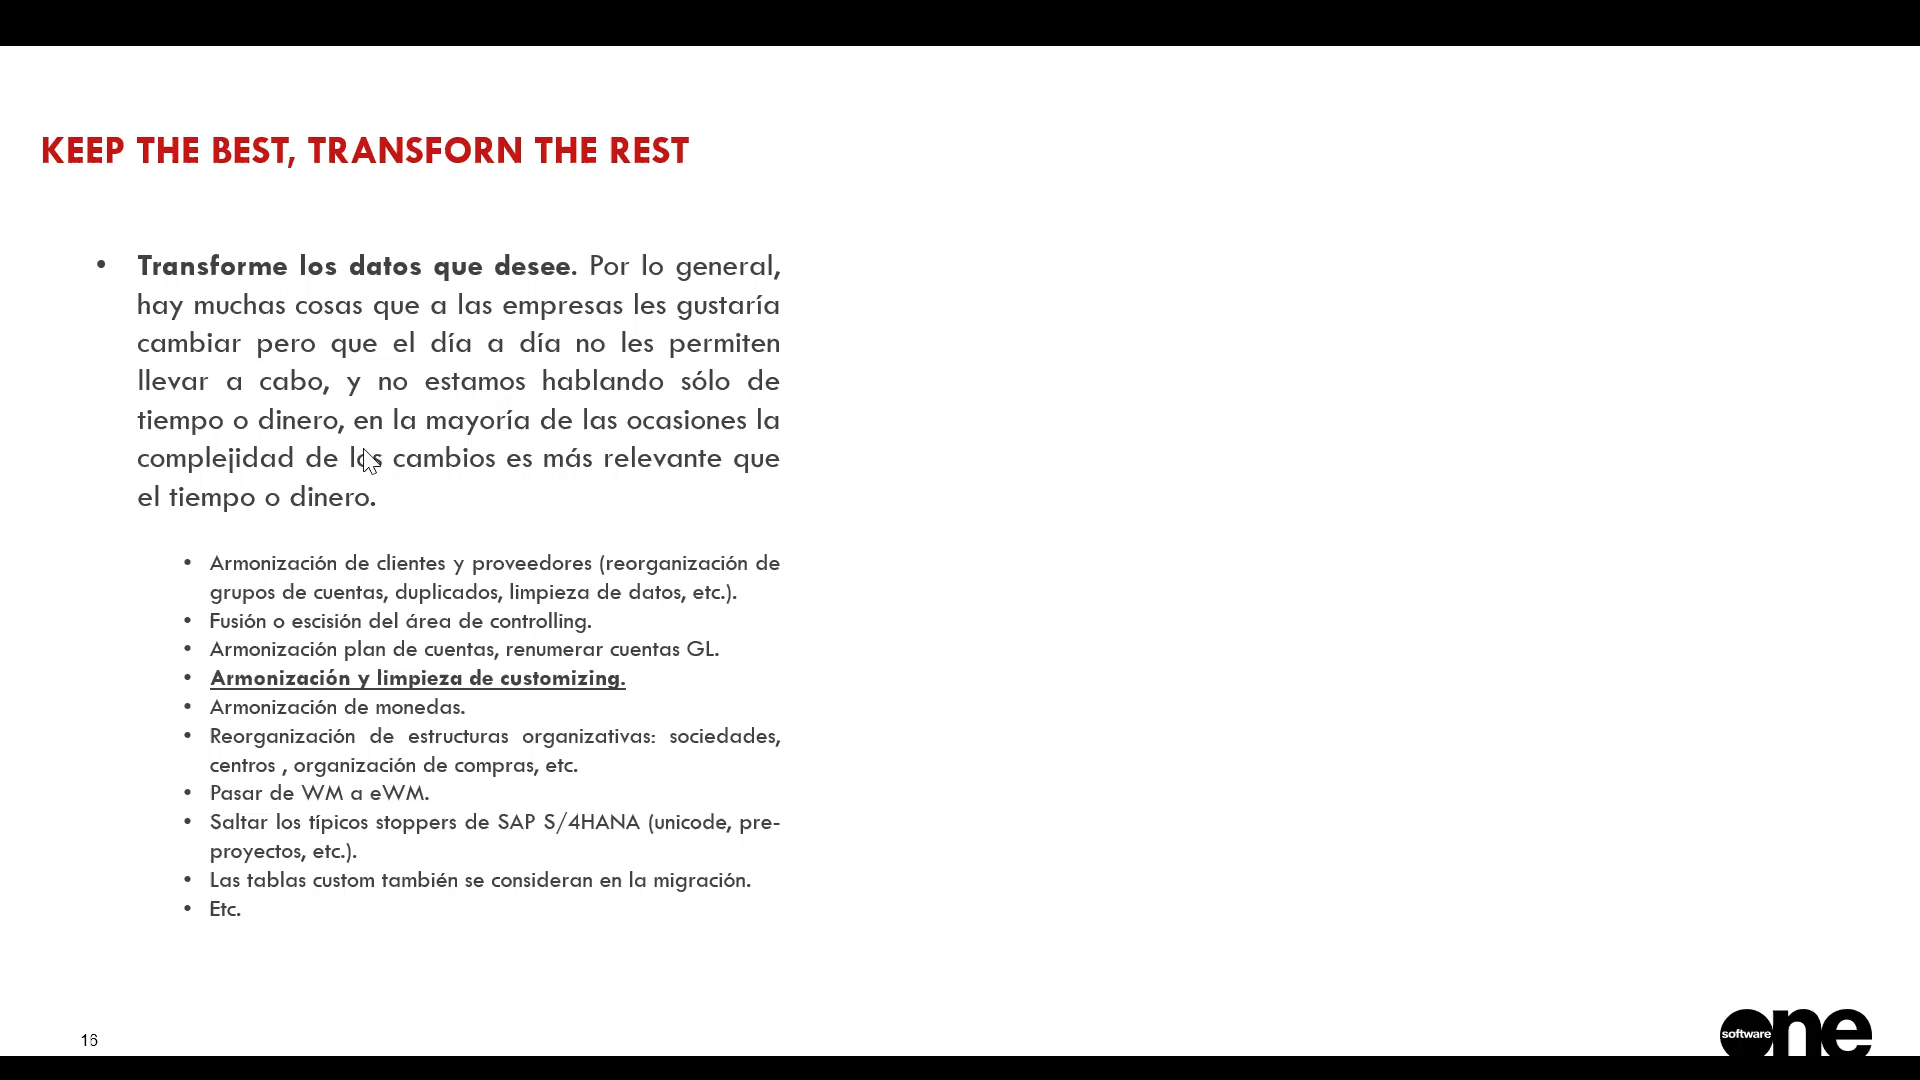 KEEP THE BEST, TRANSFORN THE REST
• Transforme los datos que desee. Por lo general,
hay muchas cosas que a las empresas les gustaría
cambiar pero que el día a día no les permiten
llevar a cabo, y no estamos hablando sólo de
tiempo o dinero, en la mayoría de las ocasiones la
complejidad de los cambios es más relevante que
el tiempo o dinero.
• Armonización de clientes y proveedores (reorganización de
grupos de cuentas, duplicados, limpieza de datos, etc.).
• Fusión o escisión del área de controlling.
• Armonización plan de cuentas, renumerar cuentas GL.
• Armonización y limpieza de customizing.
• Armonización de monedas.
• Reorganización de estructuras organizativas: sociedades,
centros , organización de compras, etc.
• Pasar de WM a eWM.
• Saltar los típicos stoppers de SAP S/4HANA (unicode, pre-
proyectos, etc.).
• Las tablas custom también se consideran en la migración.
• Etc.
16
software one